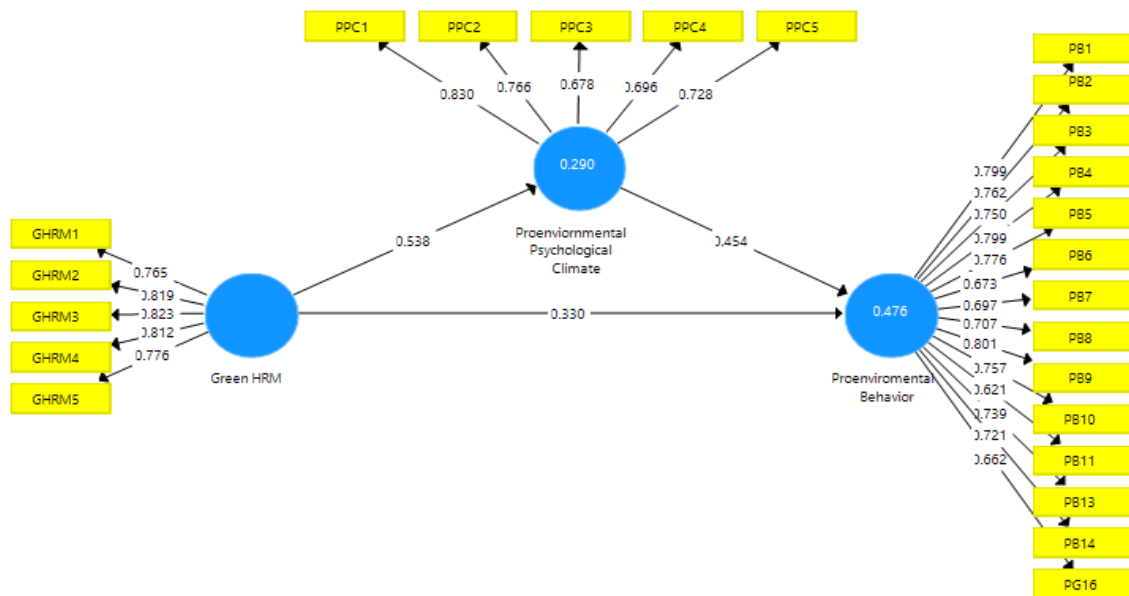 PPC1 PPC2 PPC3 PPC4 PPC5
0.830 0.766 0.678 0.696 0.728
0.290
Proenviornmental
Psychological
Climate
GHRM1
GHRM2
GHRM3
GHRM4
GHRM5
0.765
0.819
0.823
0.812
0.776
Green HRM
0.538
0.454
0.330
0.476
Proenviromental
Behavior
0.799
0.762
0.750
0.799
0.776
0.673
0.697
0.707
0.801
0.757
0.621
0.739
0.721
0.662
PB1
PB2
PB3
PB4
PB5
PB6
PB7
PB8
PB9
PB10
PB11
PB13
PB14
PG16